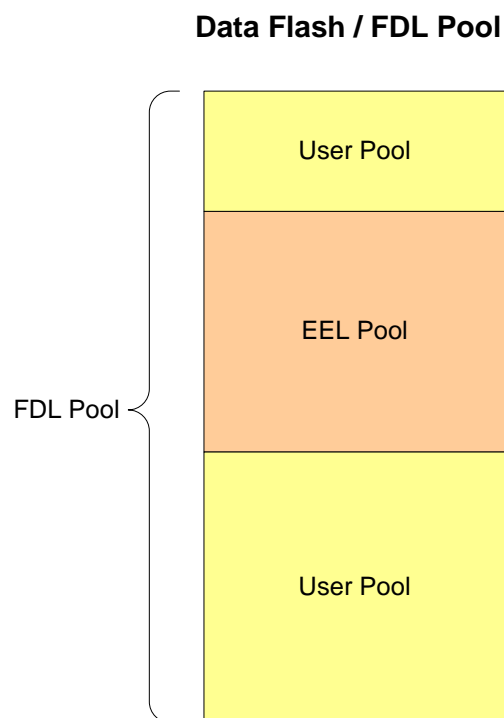 Data Flash / FDL Pool
User Pool
EEL Pool
FDL Pool
User Pool